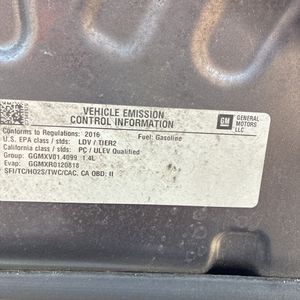 VEHICLE EMISSION
CONTROL INFORMATION
GM
GENERAL
MOTORS
LLC
Conforms to Regulations: 2016 Fuel: Gasoline
U.S. EPA class / stds: LDV / TIER2
California class / stds: PC / ULEV Qualified
Group: GGMXV01.4099 1.4L
Evap: GGMXR0120818
SFI/TC/HO2S/TWC/CAC. CA OBD: II